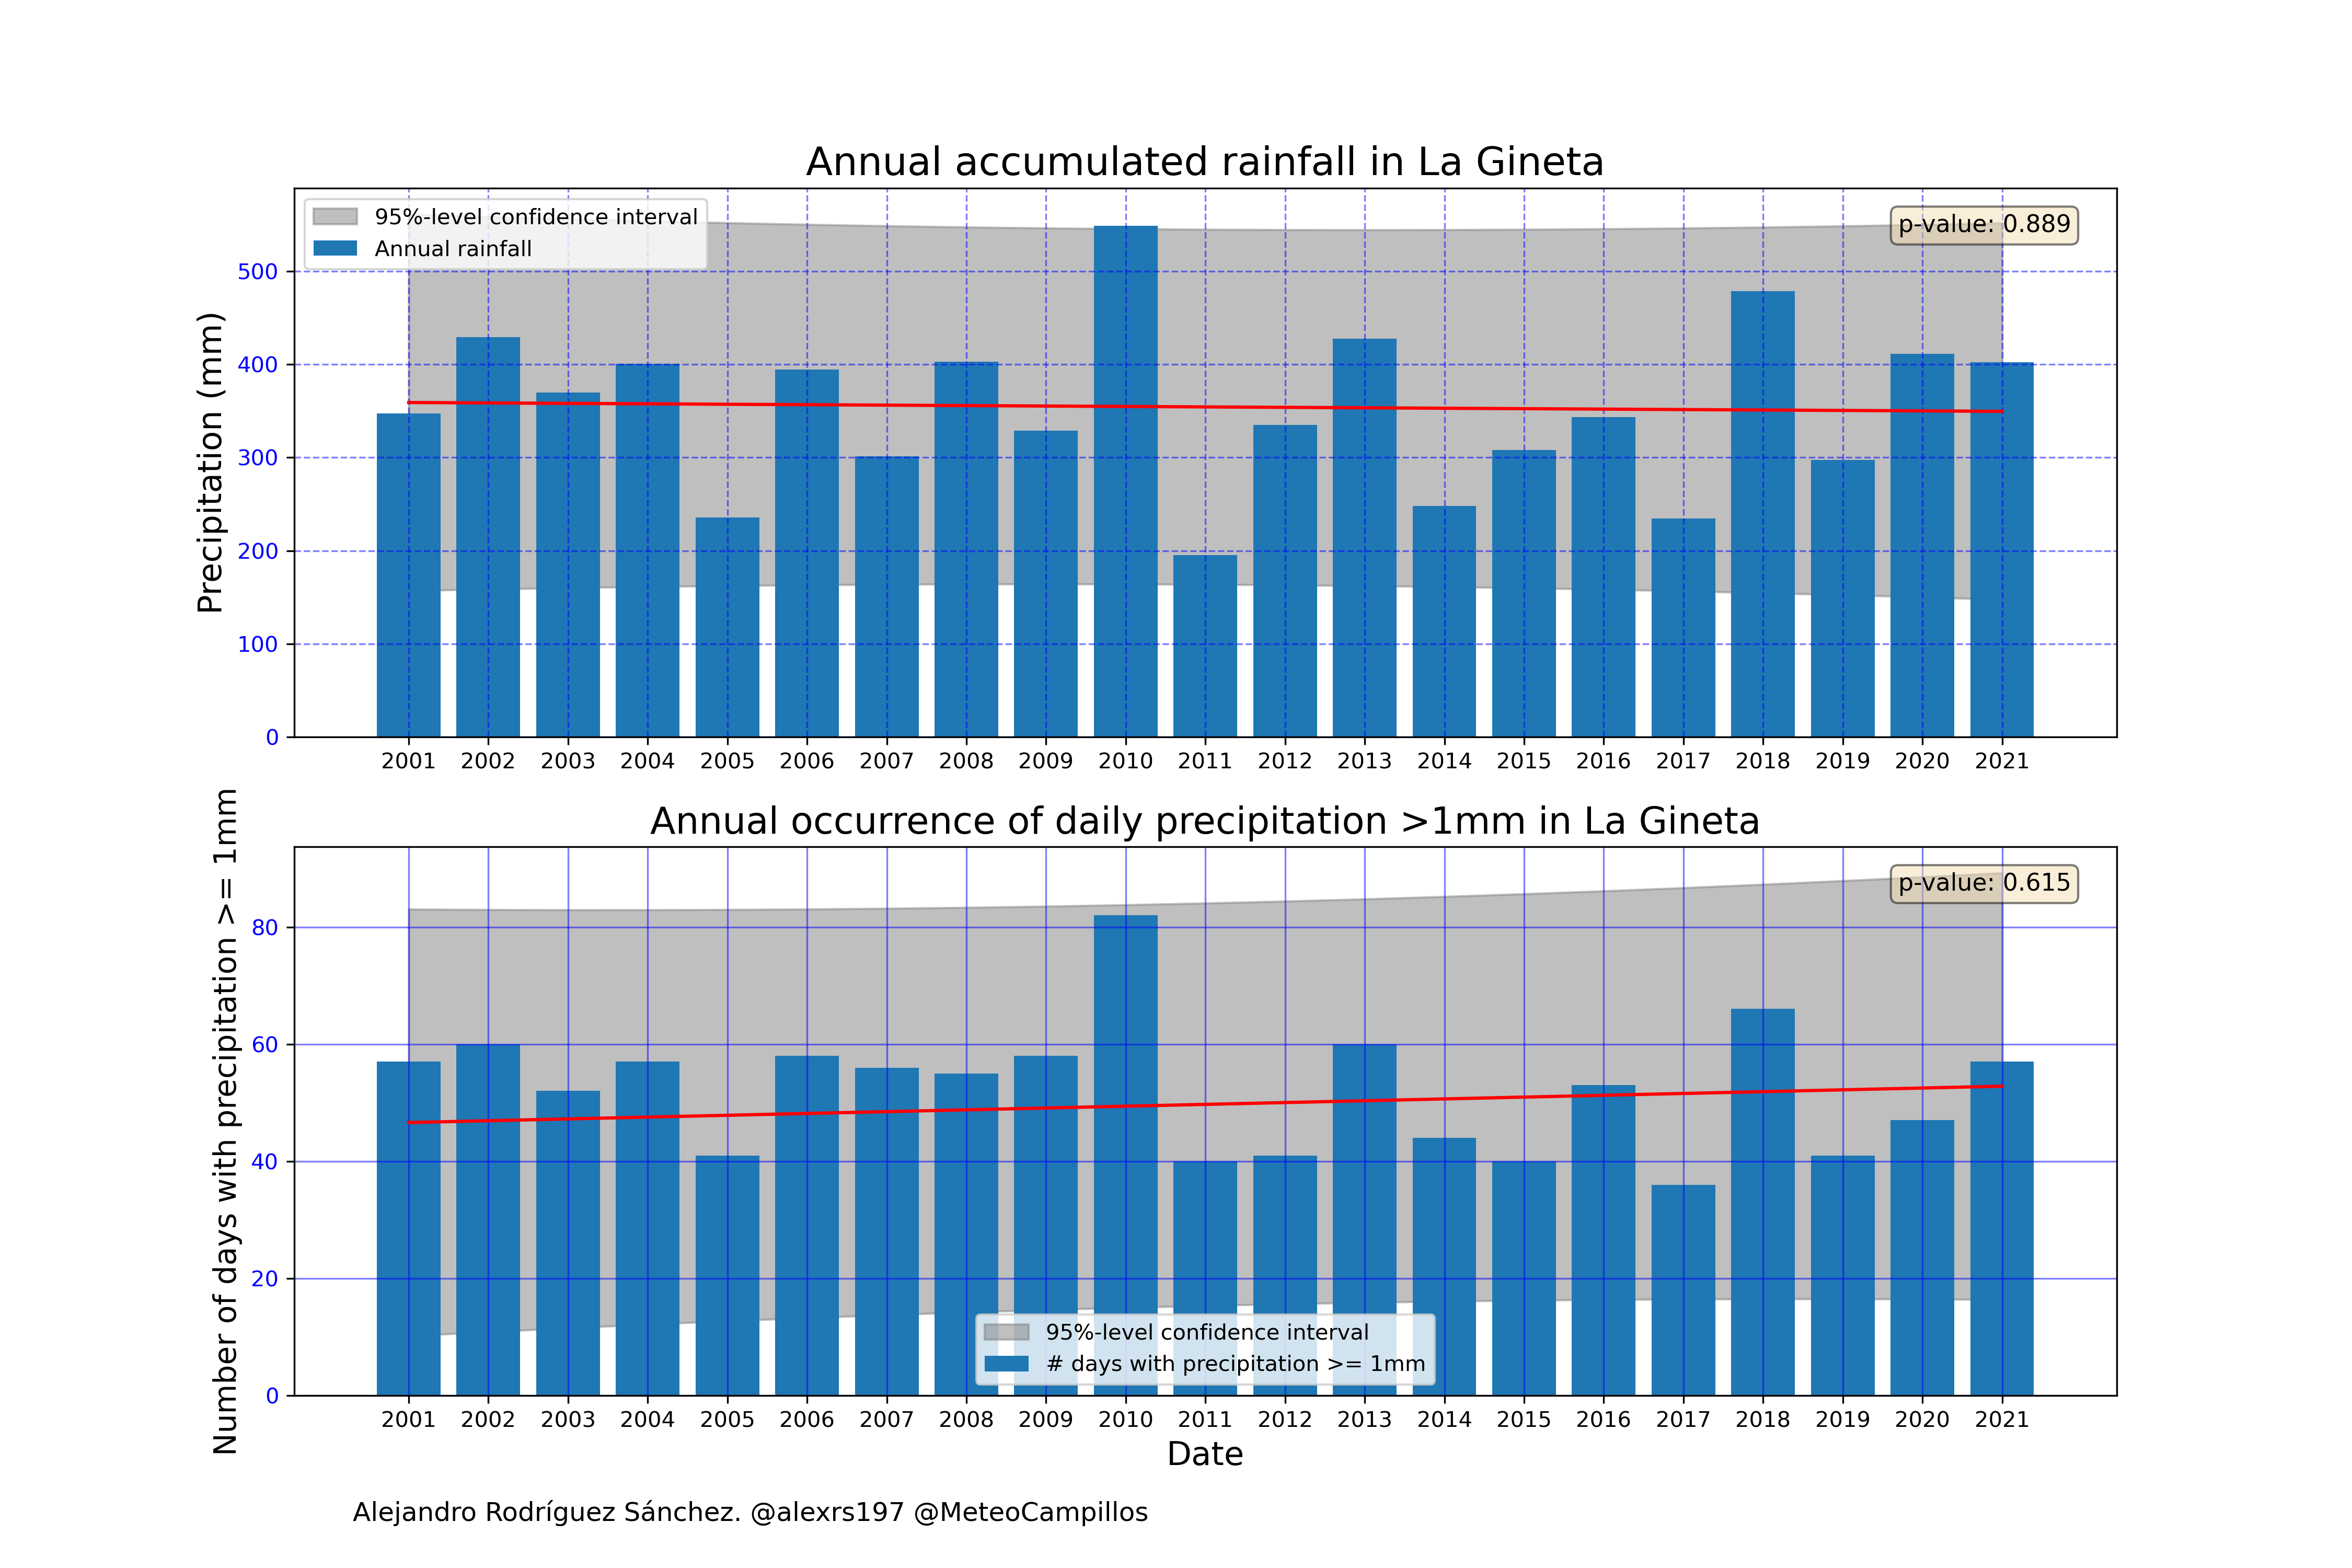 Annual accumulated rainfall in La Gineta
95%-level confidence interval
Annual rainfall
p-value: 0.889
Precipitation (mm)
500
400
300
200
100
0
2001 2002 2003 2004 2005 2006 2007 2008 2009 2010 2011 2012 2013 2014 2015 2016 2017 2018 2019 2020 2021
Annual occurrence of daily precipitation >1mm in La Gineta
p-value: 0.615
Number of days with precipitation >= 1mm
80
60
40
20
0
95%-level confidence interval
# days with precipitation >= 1mm
2001 2002 2003 2004 2005 2006 2007 2008 2009 2010 2011 2012 2013 2014 2015 2016 2017 2018 2019 2020 2021
Date
Alejandro Rodríguez Sánchez. @alexrs197 @MeteoCampillos